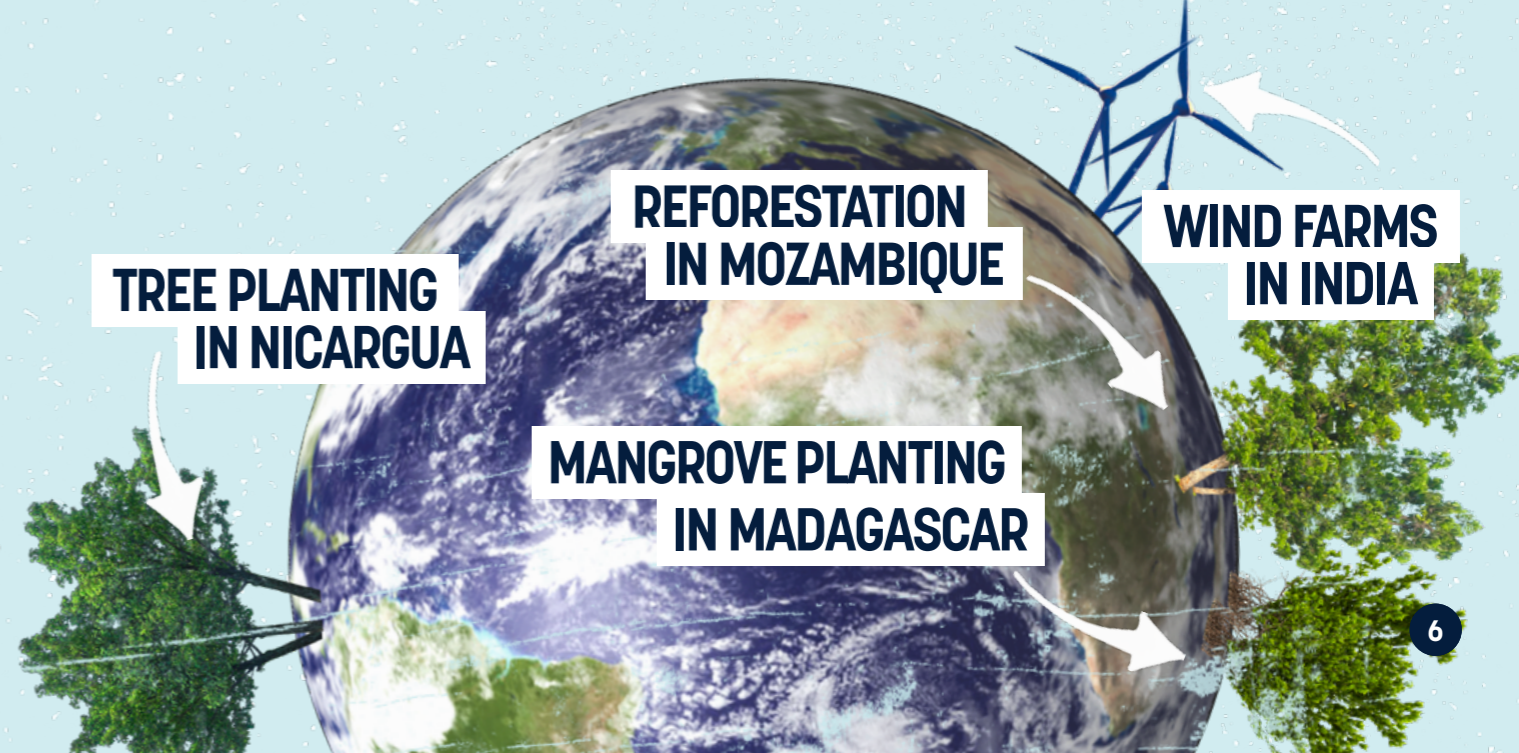 REFORESTATION
IN MOZAMBIQUE
WIND FARMS
IN INDIA
TREE PLANTING
IN NICARGUA
MANGROVE PLANTING
IN MADAGASCAR
6